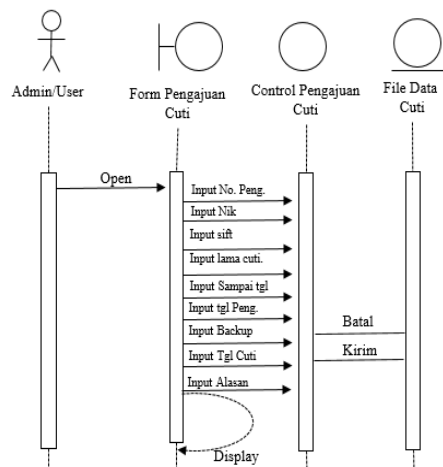 Admin/User
Form Pengajuan
Cuti
Control Pengajuan
Cuti
File Data
Cuti
Open
Input No. Peng.
Input Nik
Input sift
Input lama cuti.
Input Sampai tgl
Input tgl Peng.
Input Backup
Input Tgl Cuti
Input Alasan
Batal
Kirim
Display